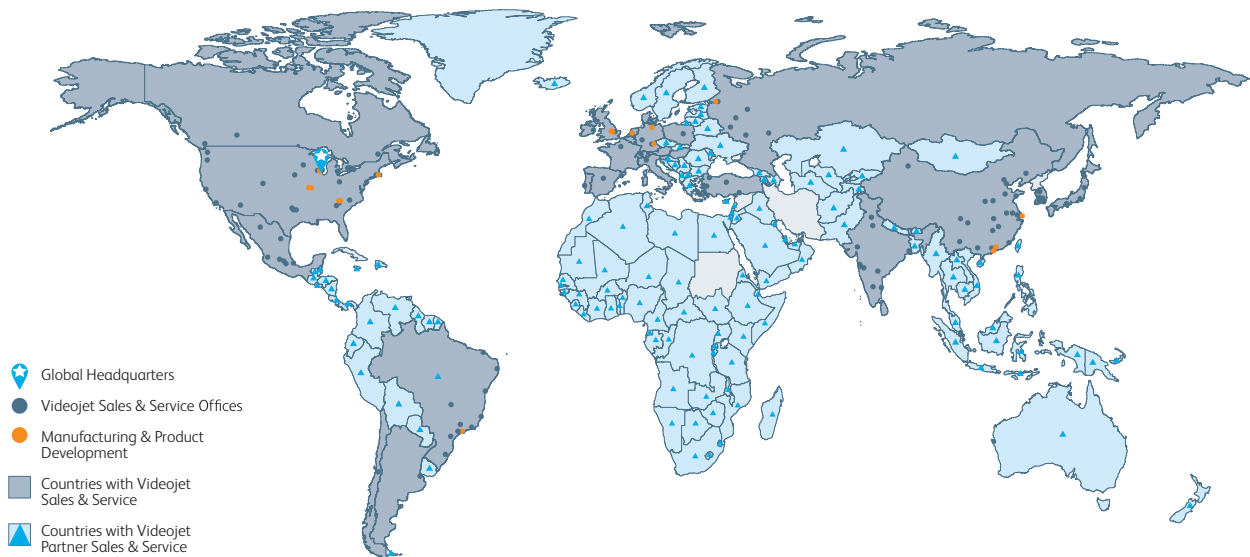 Global Headquarters
Videojet Sales & Service Offices
Manufacturing & Product
Development
Countries with Videojet
Sales & Service
Countries with Videojet
Partner Sales & Service